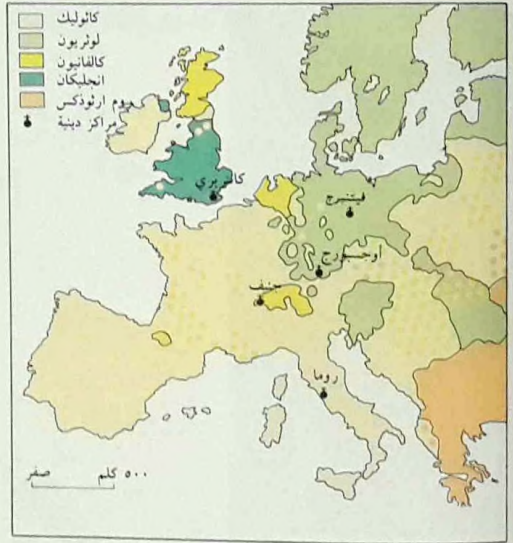 كاثوليك
لوثريون
كالفانيون
انجليكان
روم ارثوذكس
مراكز دينية
كانتربري
فيتنبرج
اوجسبورج
جنيف
روما
٥٠٠ كلم صفر